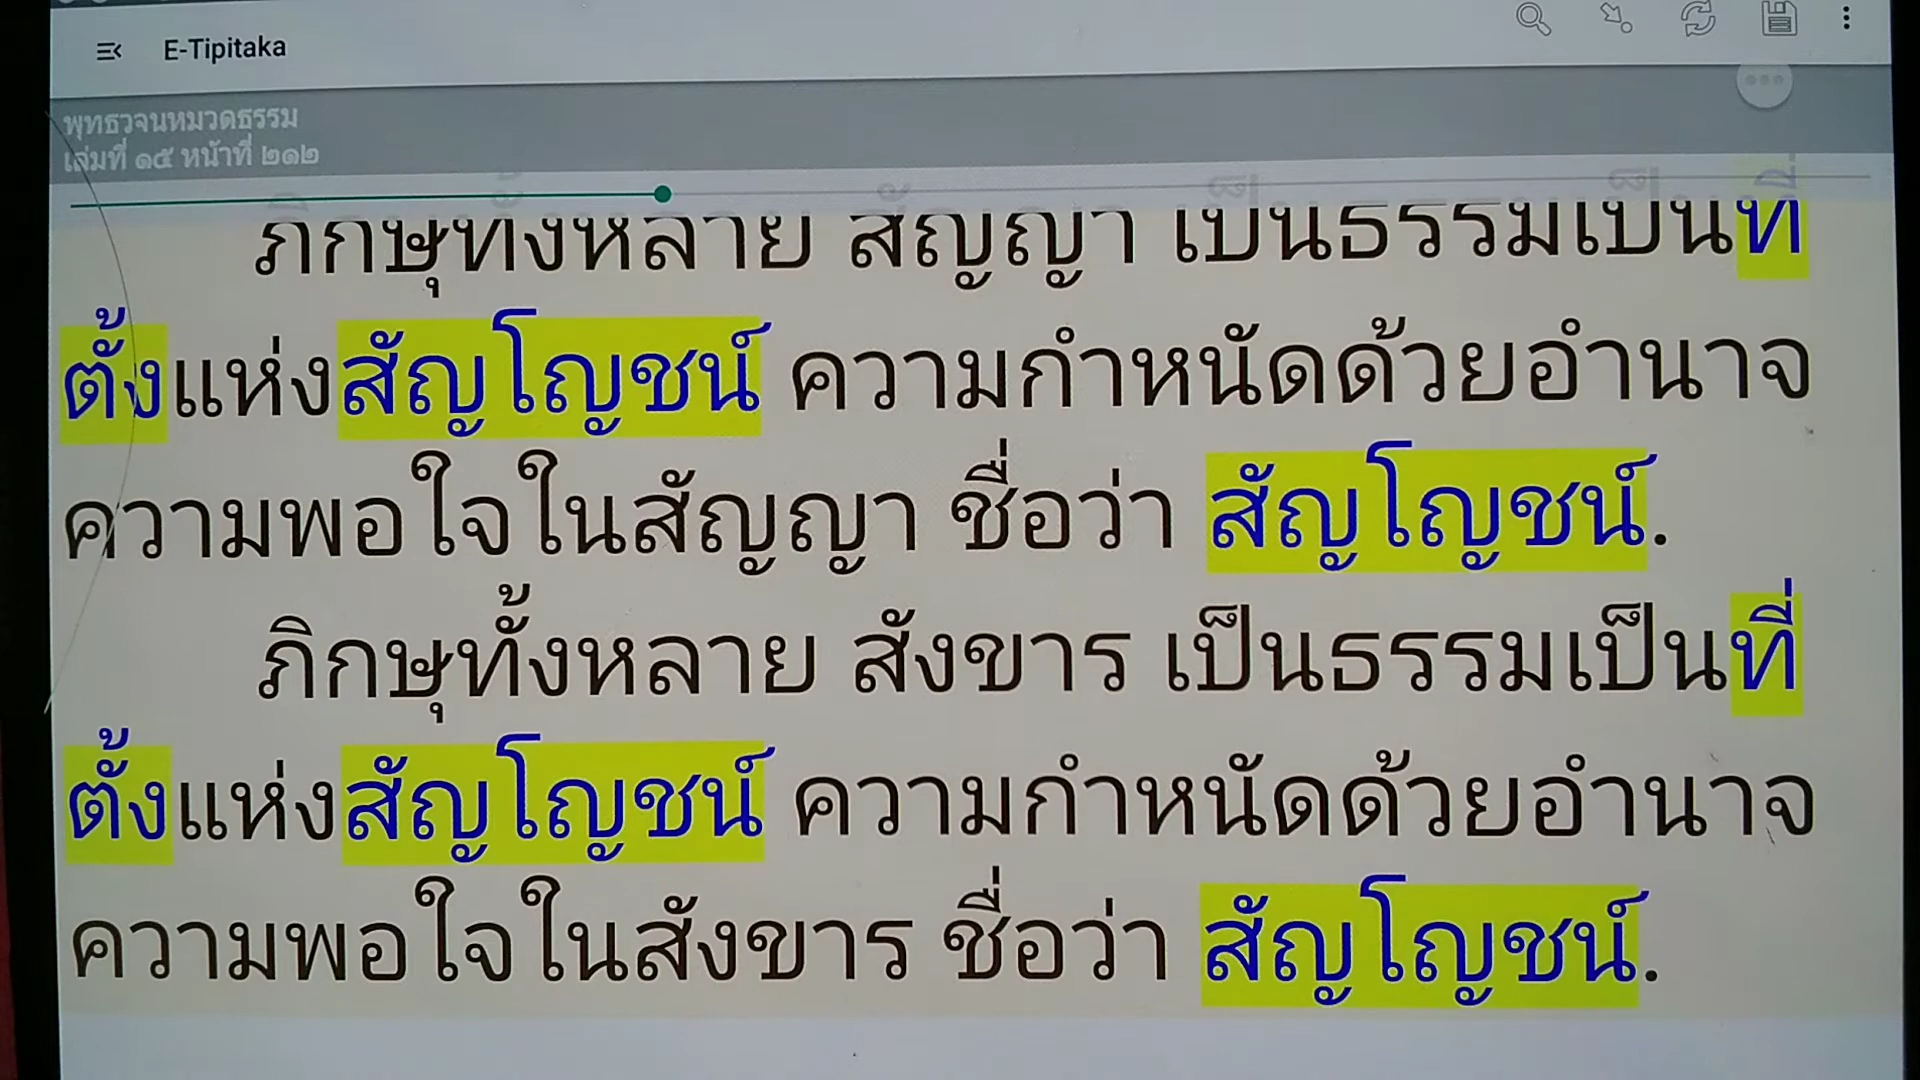 E-Tipitaka
พุทธวจนหมวดธรรม
เล่มที่ ๑๕ หน้าที่ ๒๑๒
ภิกษุทั้งหลาย สัญญา เป็นธรรมเป็นที่
ตั้งแห่งสัญโญชน์ ความกำหนัดด้วยอำนาจ
ความพอใจในสัญญา ชื่อว่า สัญโญชน์.
ภิกษุทั้งหลาย สังขาร เป็นธรรมเป็นที่
ตั้งแห่งสัญโญชน์ ความกำหนัดด้วยอำนาจ
ความพอใจในสังขาร ชื่อว่า สัญโญชน์.